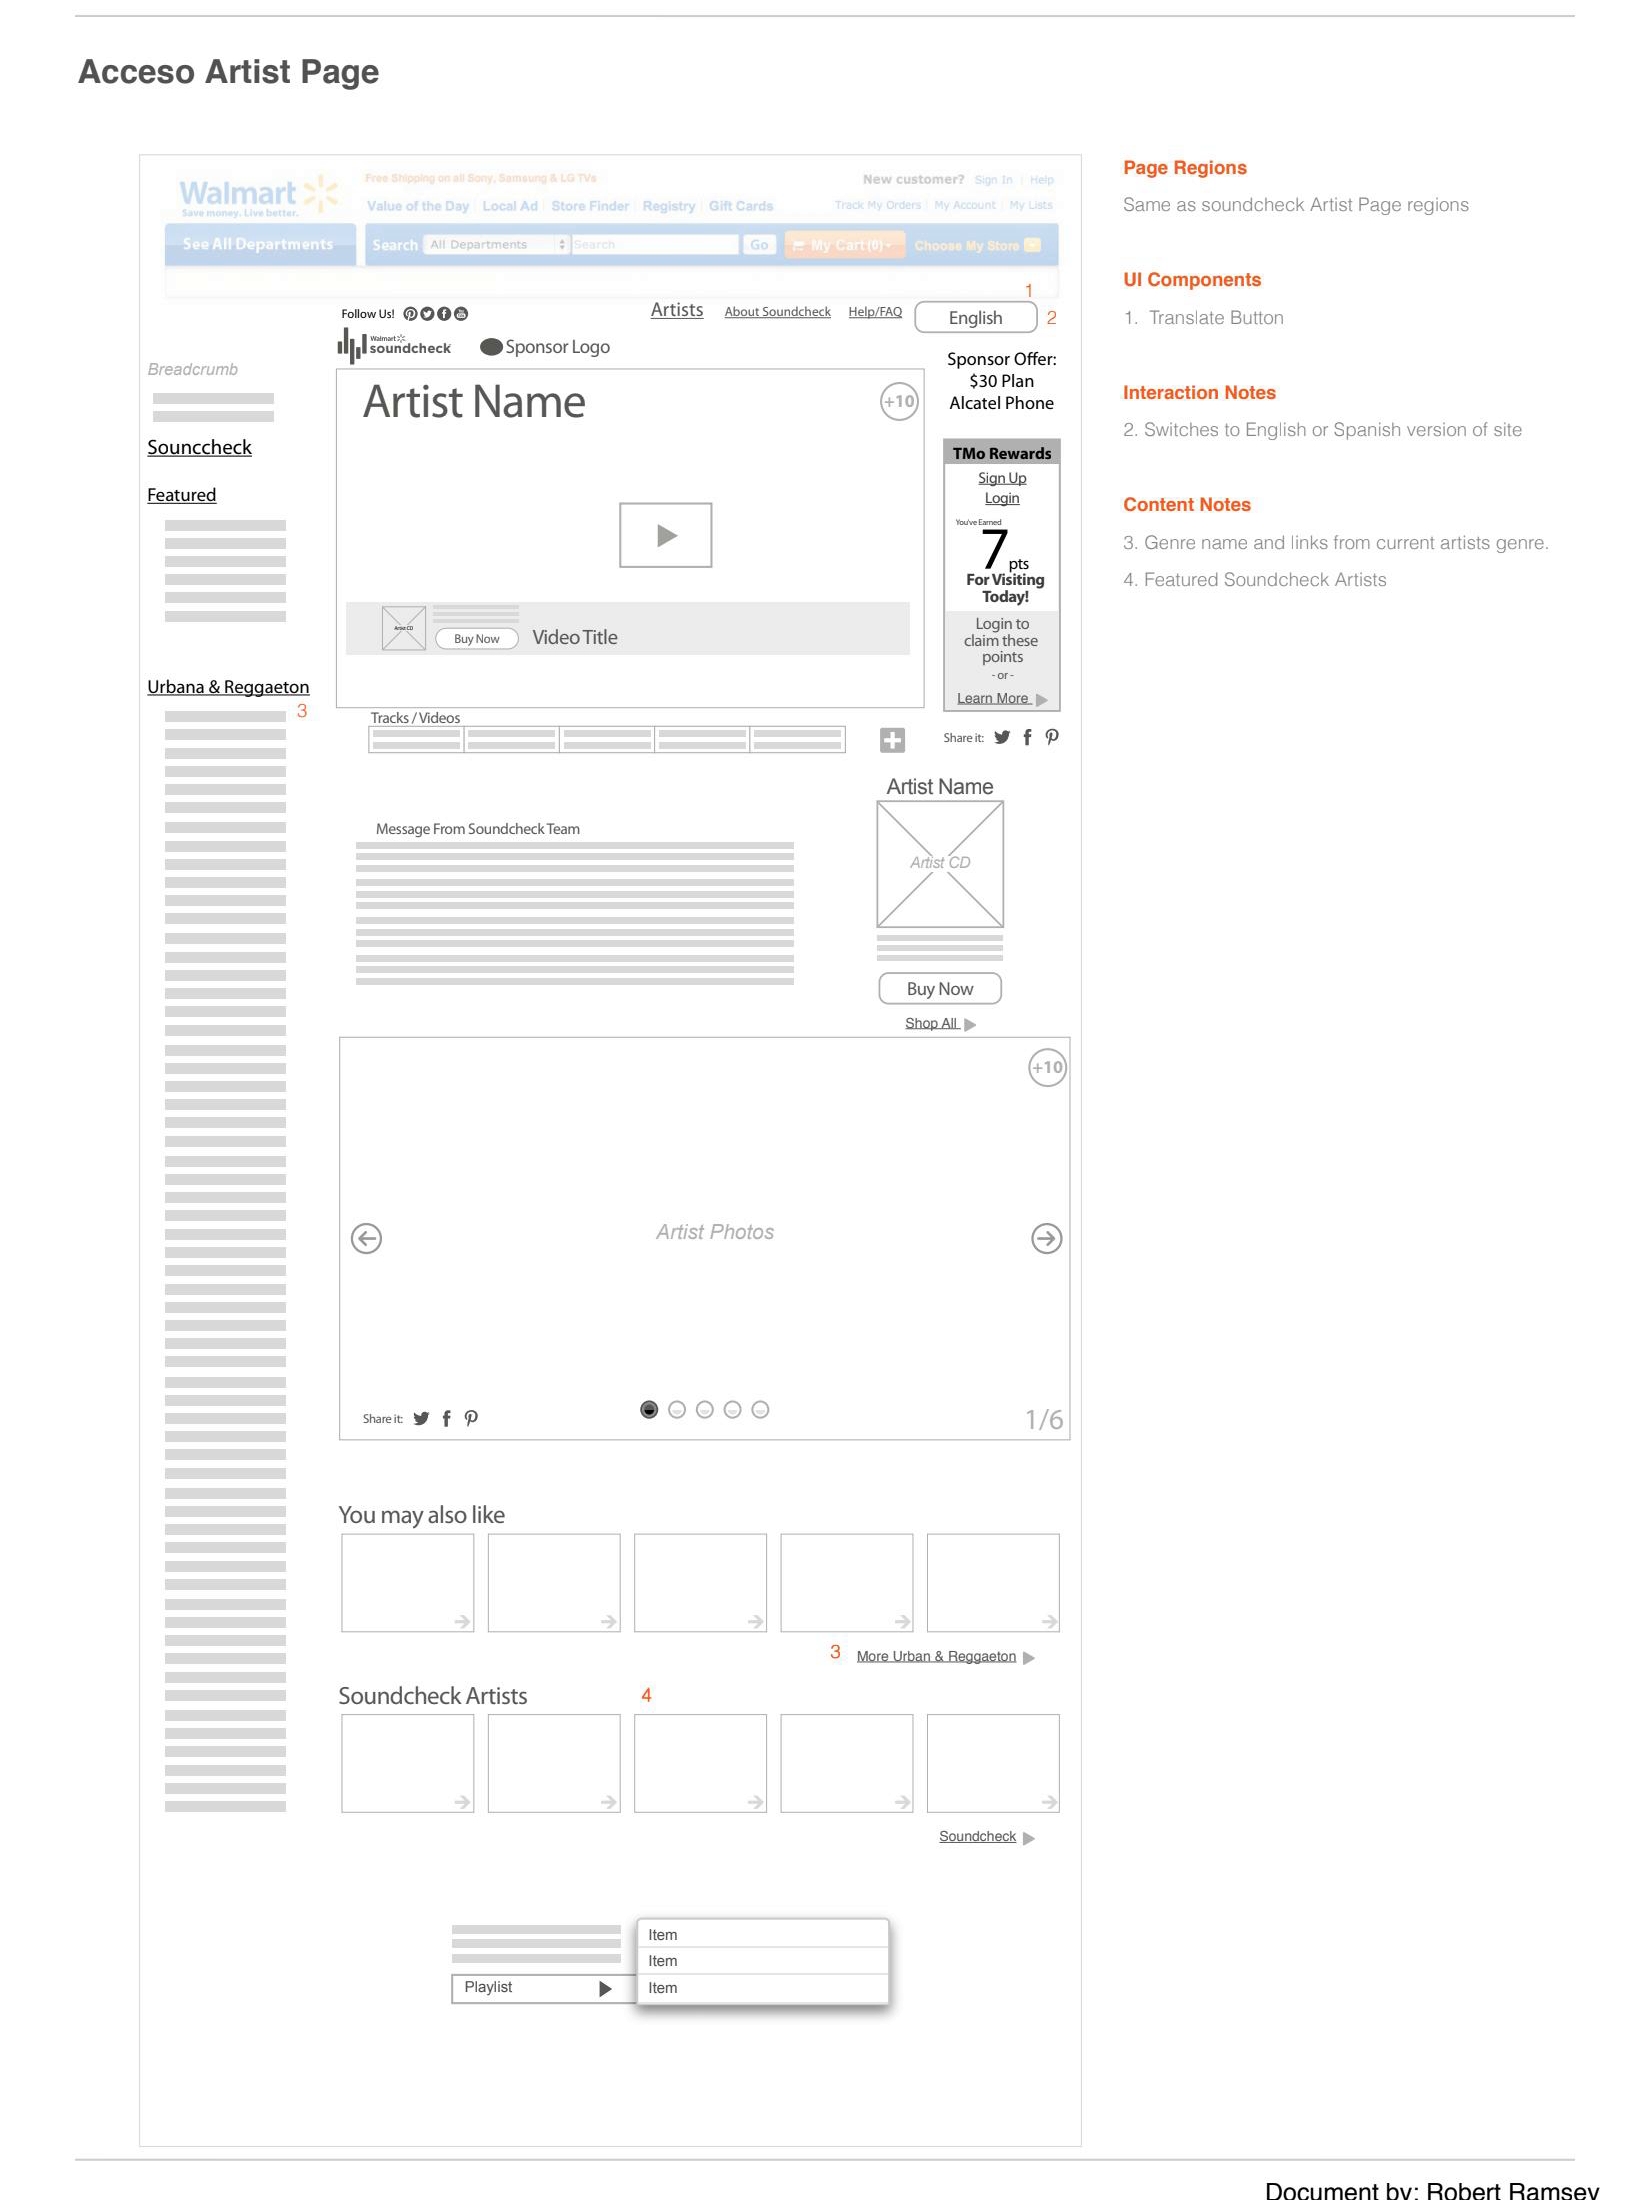 Acceso Artist Page
Walmart
Save money. Live better.
Free Shipping on all Sony, Samsung & LG TVs
New customer? Sign In | Help
Value of the Day | Local Ad | Store Finder | Registry | Gift Cards
Track My Orders | My Account | My Lists
See All Departments
Search All Departments Search Go My Cart (0) Choose My Store
1
Follow Us!
Artists About Soundcheck Help/FAQ English 2
Walmart
soundcheck
Sponsor Logo
Sponsor Offer:
$30 Plan
Alcatel Phone
Breadcrumb
Sounccheck
Featured
Urbana & Reggaeton
3
Artist Name
+10
Artist CD
Buy Now
Video Title
TMo Rewards
Sign Up
Login
You've Earned
7 pts
For Visiting
Today!
Login to
claim these
points
- or -
Learn More
Tracks / Videos
Share it:
Message From Soundcheck Team
Artist Name
Artist CD
Buy Now
Shop All
+10
Artist Photos
Share it:
1/6
You may also like
3 More Urban & Reggaeton
Soundcheck Artists 4
Soundcheck
Playlist
Item
Item
Item
Page Regions
Same as soundcheck Artist Page regions
UI Components
1. Translate Button
Interaction Notes
2. Switches to English or Spanish version of site
Content Notes
3. Genre name and links from current artists genre.
4. Featured Soundcheck Artists
Document by: Robert Ramsey